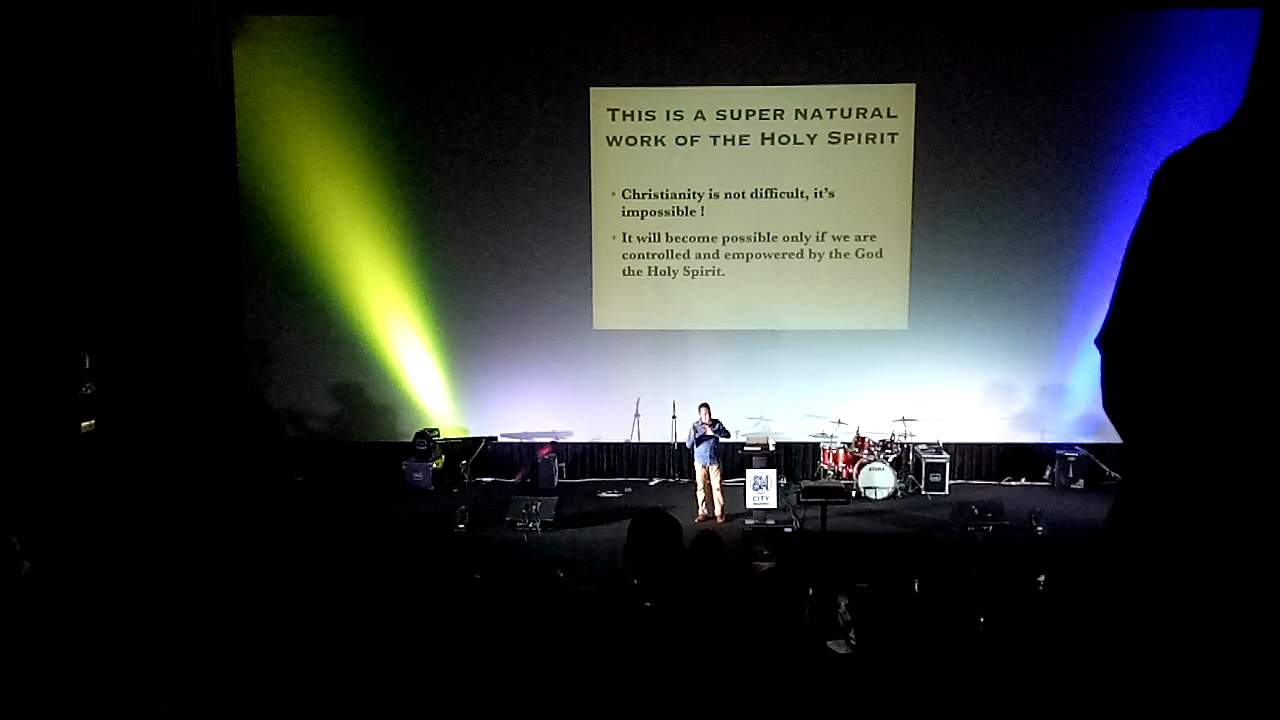 THIS IS A SUPER NATURAL
WORK OF THE HOLY SPIRIT
Christianity is not difficult, it's
impossible !
It will become possible only if we are
controlled and empowered by the God
the Holy Spirit.
CITY
TAMA